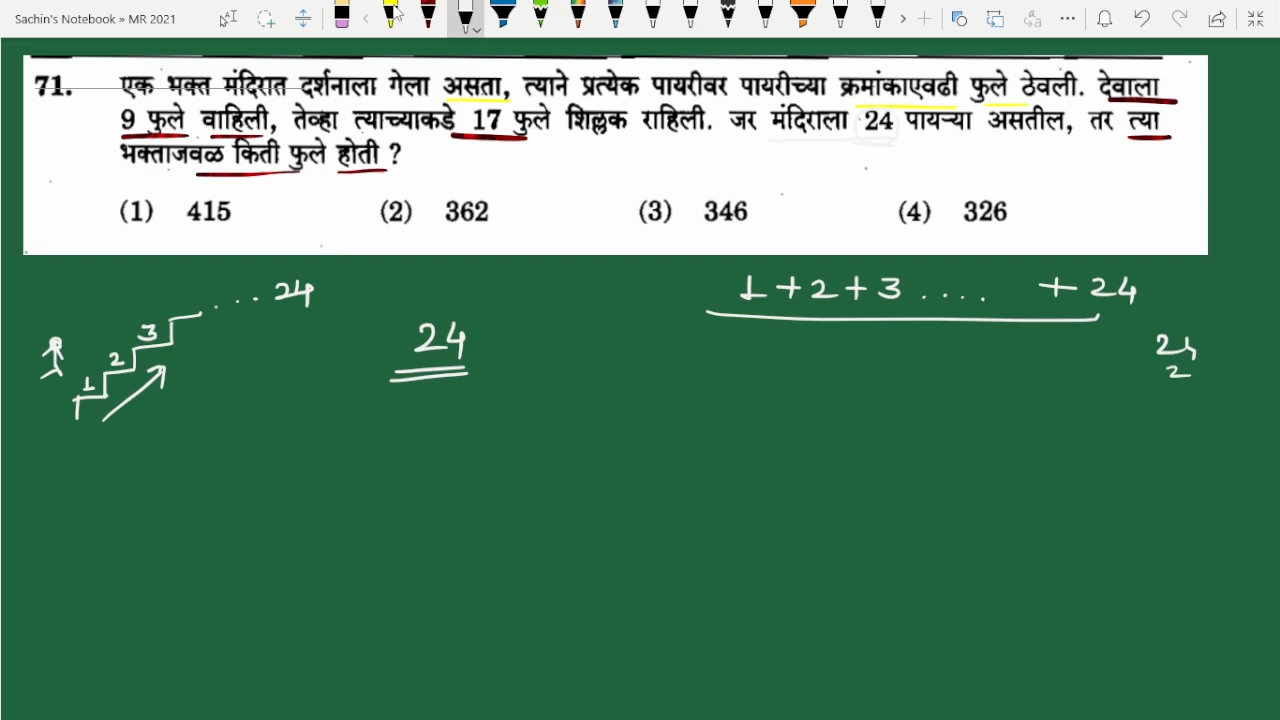 Sachin's Notebook » MR 2021
71. एक भक्त मंदिरात दर्शनाला गेला असता, त्याने प्रत्येक पायरीवर पायरीच्या क्रमांकाएवढी फुले ठेवली. देवाला
9 फुले वाहिली, तेव्हा त्याच्याकडे 17 फुले शिल्लक राहिली. जर मंदिराला 24 पायऱ्या असतील, तर त्या
भक्ताजवळ किती फुले होती ?
(1) 415 (2) 362 (3) 346 (4) 326
1 2 3 .... 24
24
1 + 2 + 3 .... + 24
24
2